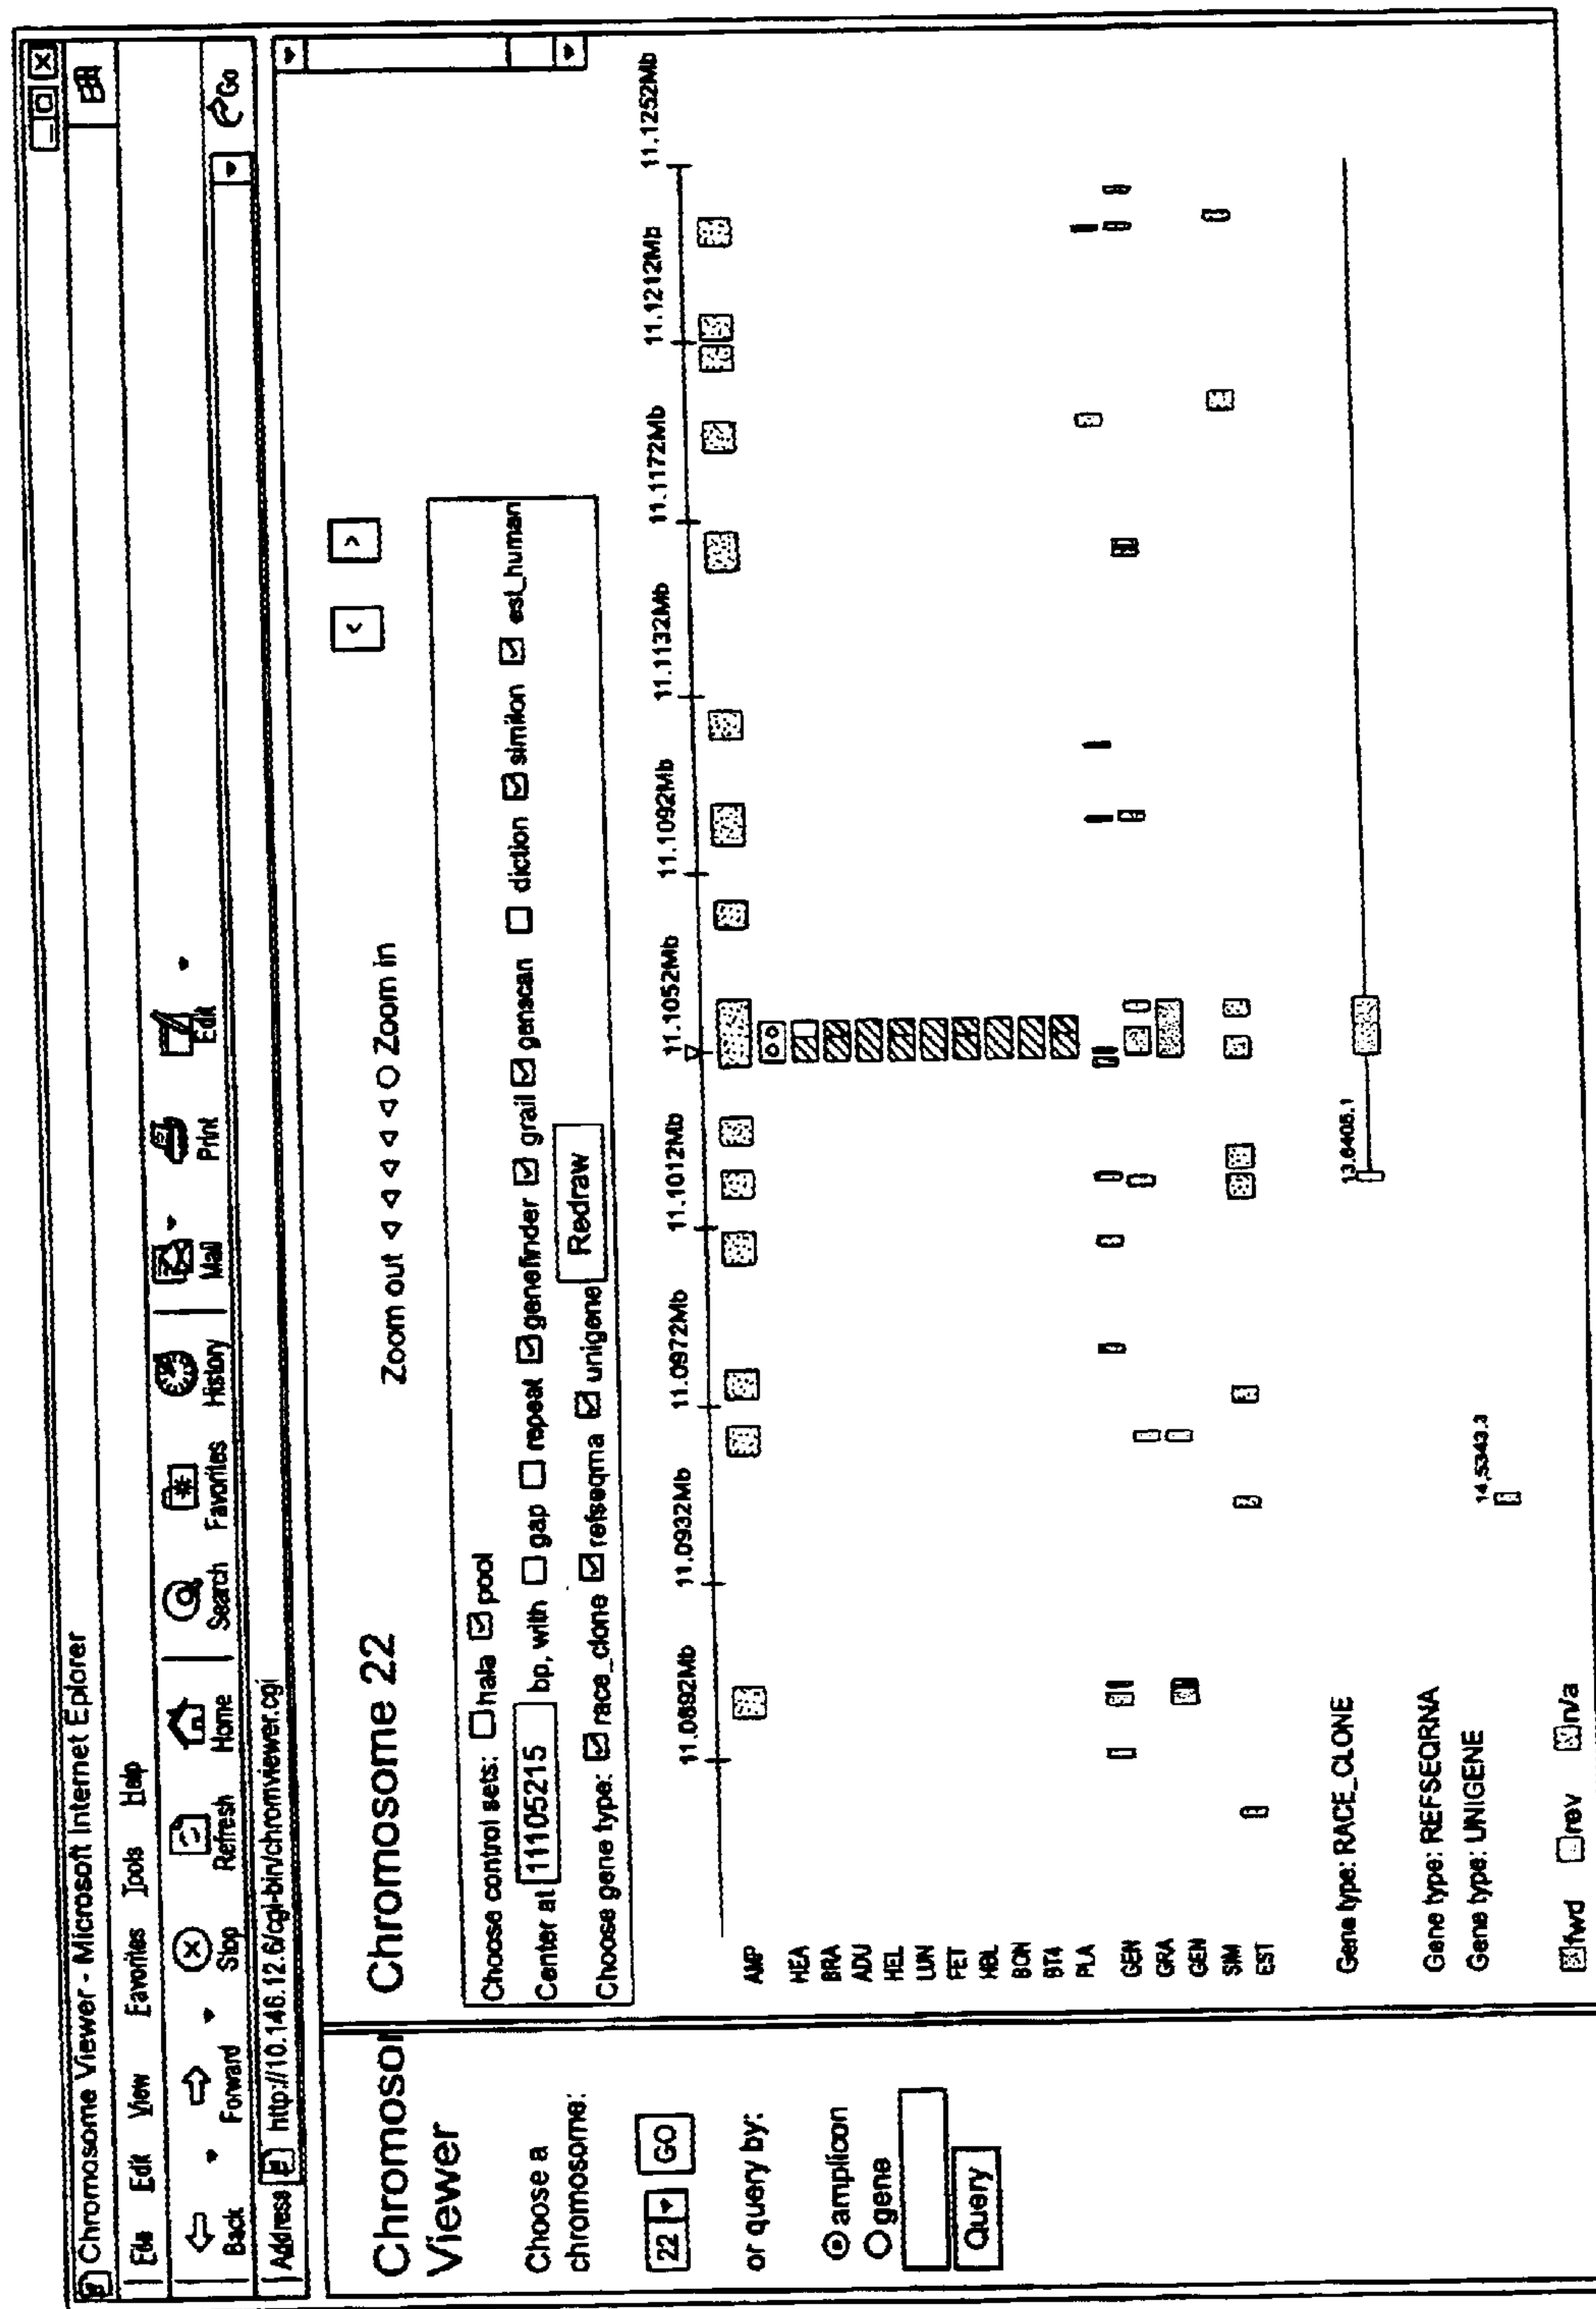 Chromasome Viewer - Microsoft Internet Eplorer
File Edit View Favorites Tools Help
Back Forward Stop Refresh Home Search Favorites History Mail Print Edit
Address http://10.146.12.6/cgi-bin/chromviewer.cgi Go
Chromosor
Viewer
Choose a
chromosome:
22 GO
or query by:
amplicon
gene
Query
Chromosome 22
Zoom out Zoom in < >
Choose control sets: hala pool
Center at 11105215 bp, with gap repeat genefinder grail genscan diction similon est_human
Choose gene type: race_clone refseqrna unigene Redraw
11.0892Mb 11.0932Mb 11.0972Mb 11.1012Mb 11.1052Mb 11.1092Mb 11.1132Mb 11.1172Mb 11.1212Mb 11.1252Mb
AMP
HEA
BRA
ADU
HEL
LUN
FET
HBL
BON
BT4
PLA
GEN
GRA
GEN
SIM
EST
13.6405.1
Gene type: RACE_CLONE
Gene type: REFSEQRNA
14.5343.3
Gene type: UNIGENE
fwd rev n/a